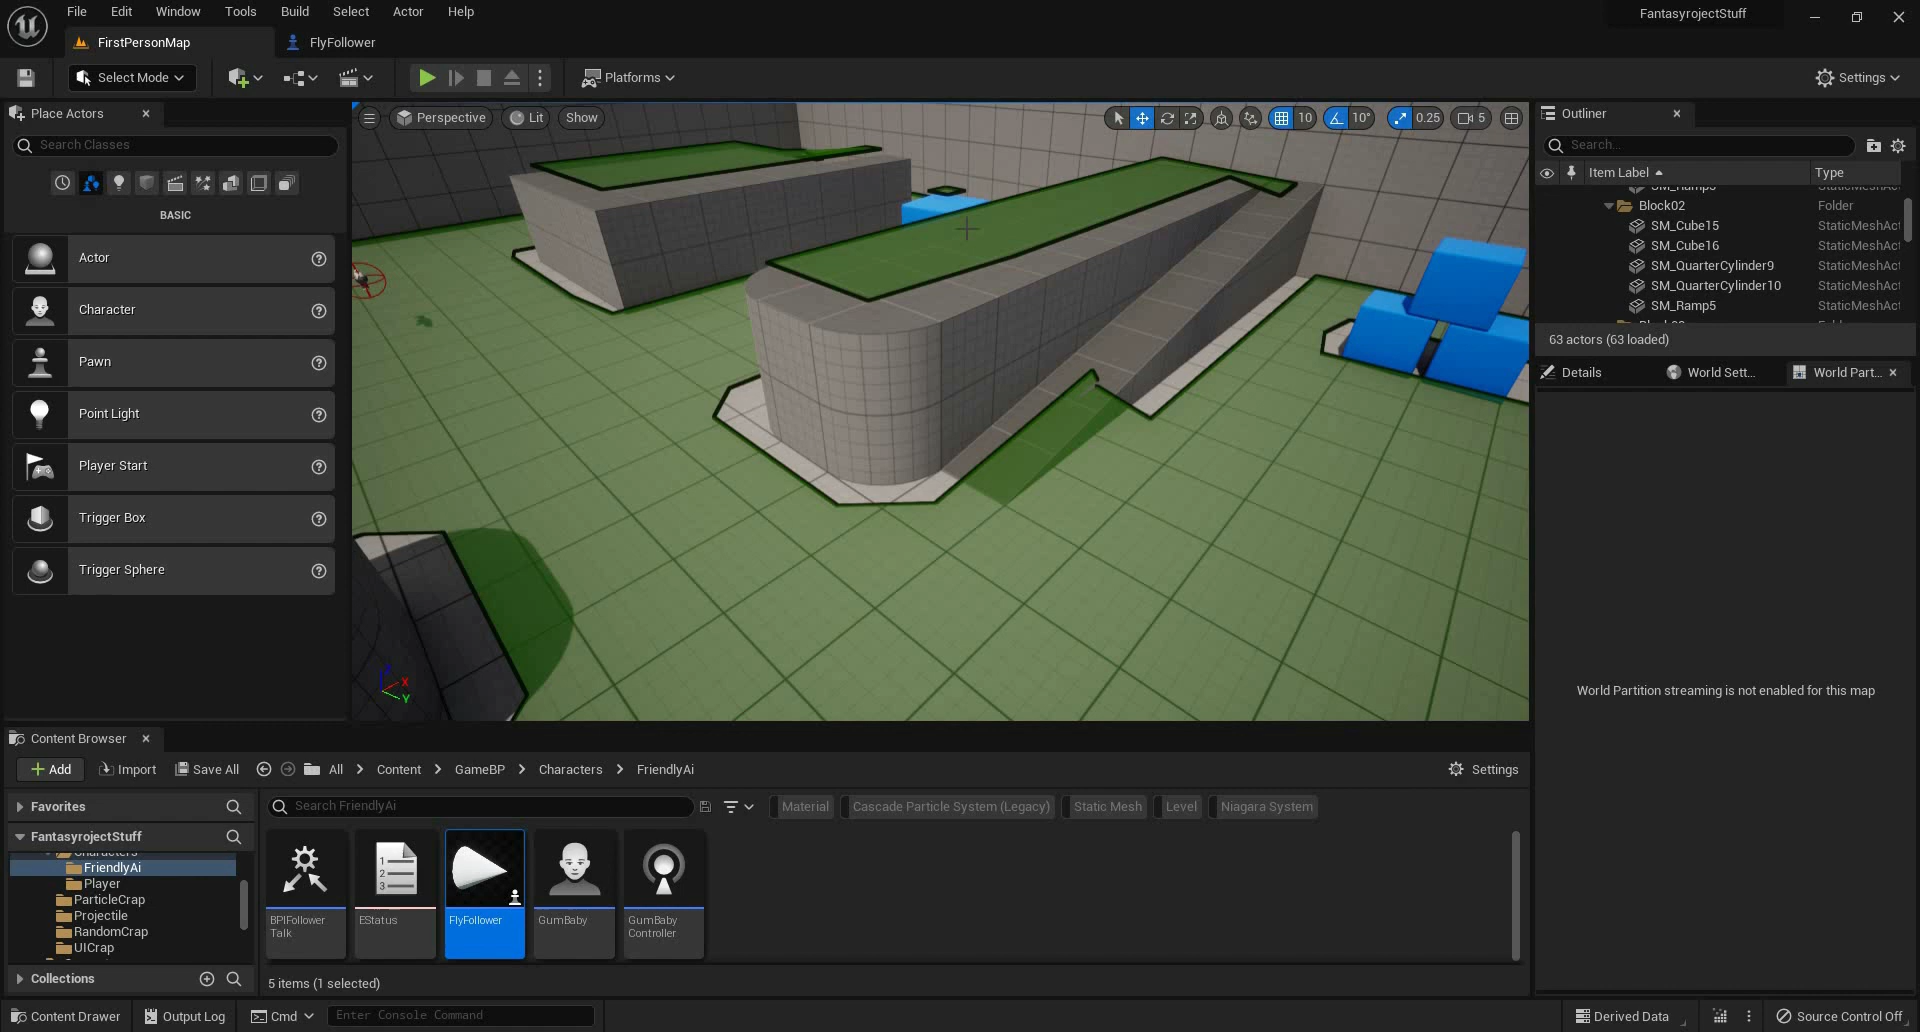 File Edit Window Tools Build Select Actor Help
FantasyrojectStuff
FirstPersonMap
FlyFollower
Select Mode
Platforms
Settings
Place Actors
Search Classes
BASIC
Actor
Character
Pawn
Point Light
Player Start
Trigger Box
Trigger Sphere
Perspective
Lit
Show
10
10°
0.25
5
X
Y
Outliner
Search...
Item Label
Type
SM_Ramp3 StaticMeshAct
Block02 Folder
SM_Cube15 StaticMeshAct
SM_Cube16 StaticMeshAct
SM_QuarterCylinder9 StaticMeshAct
SM_QuarterCylinder10 StaticMeshAct
SM_Ramp5 StaticMeshAct
63 actors (63 loaded)
Details
World Sett...
World Part...
World Partition streaming is not enabled for this map
Content Browser
Add
Import
Save All
All > Content > GameBP > Characters > FriendlyAi
Settings
Favorites
FantasyrojectStuff
Characters
FriendlyAi
Player
ParticleCrap
Projectile
RandomCrap
UICrap
Collections
Search FriendlyAi
Material
Cascade Particle System (Legacy)
Static Mesh
Level
Niagara System
BPIFollower
Talk
EStatus
FlyFollower
GumBaby
GumBaby
Controller
5 items (1 selected)
Content Drawer
Output Log
Cmd
Enter Console Command
Derived Data
Source Control Off